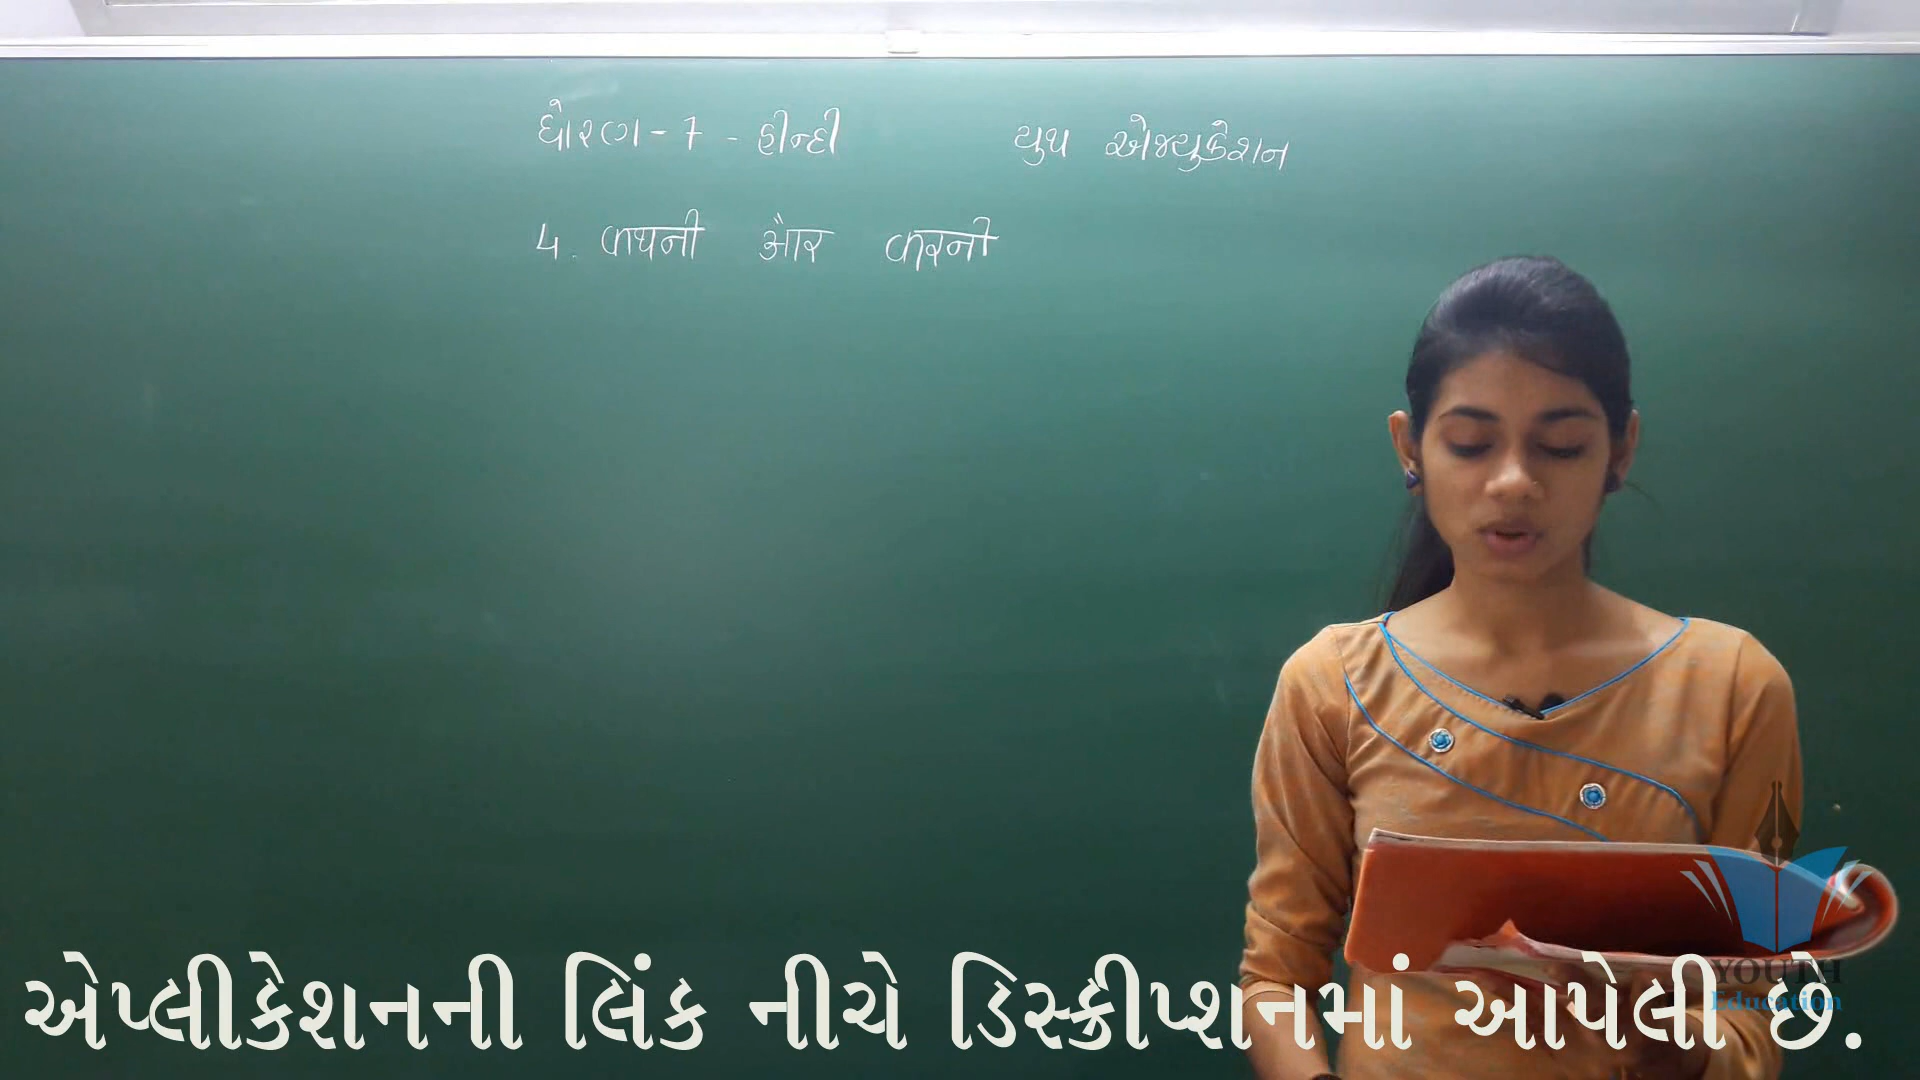 ધોરણ - 7 - હીન્દી યુથ એજ્યુકેશન
4. कथनी और करनी
YOUTH
Education
એપ્લીકેશનની લિંક નીચે ડિસ્ક્રીપ્શનમાં આપેલી છે.